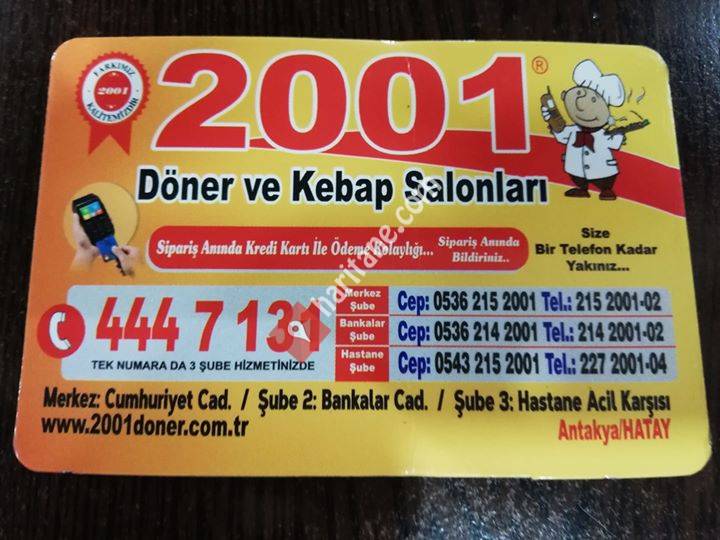 FARKIMIZ
2001
KALİTEMİZDİR
2001®
Döner ve Kebap Salonları
Sipariş Anında Kredi Kartı İle Ödeme Kolaylığı...
Sipariş Anında
Bildiriniz..
Size
Bir Telefon Kadar
Yakınız...
444 7 131
TEK NUMARA DA 3 ŞUBE HİZMETİNİZDE
Merkez Şube Cep: 0536 215 2001 Tel.: 215 2001-02
Bankalar Şube Cep: 0536 214 2001 Tel.: 214 2001-02
Hastane Şube Cep: 0543 215 2001 Tel.: 227 2001-04
Merkez: Cumhuriyet Cad. / Şube 2: Bankalar Cad. / Şube 3: Hastane Acil Karşısı
www.2001doner.com.tr
Antakya/HATAY
haritane.com